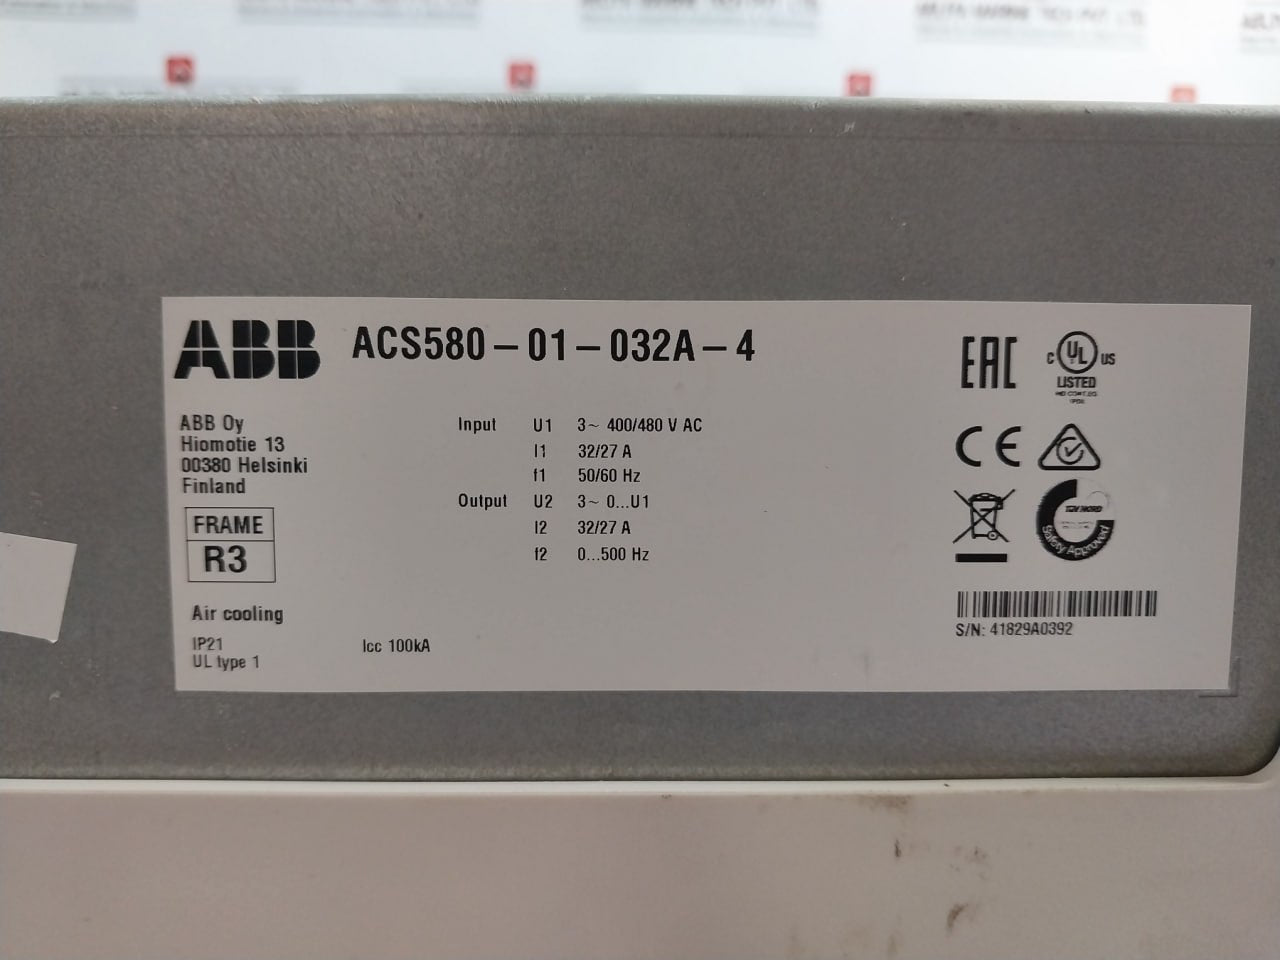 ABB
ACS580-01-032A-4
ABB Oy
Hiomotie 13
00380 Helsinki
Finland
FRAME
R3
Air cooling
IP21
UL type 1
Icc 100kA
Input U1 3~ 400/480 V AC
I1 32/27 A
f1 50/60 Hz
Output U2 3~ 0...U1
I2 32/27 A
f2 0...500 Hz
EAC
C UL US
LISTED
CE
TÜV NORD
Safety Approved
S/N: 41829A0392